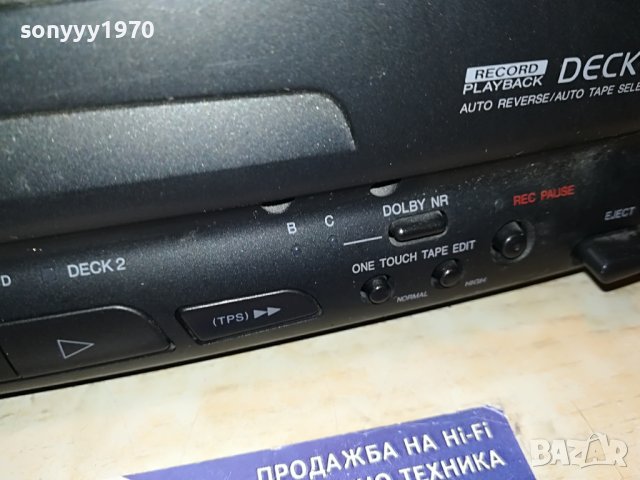 sonyyy1970
RECORD
PLAYBACK DECK
AUTO REVERSE/AUTO TAPE SELE
DOLBY NR
REC PAUSE
B C
EJECT
D DECK 2
ONE TOUCH TAPE EDIT
NORMAL HIGH
(TPS)
ПРОДАЖБА НА Hi-Fi
ТЕХНИКА
BAZAR